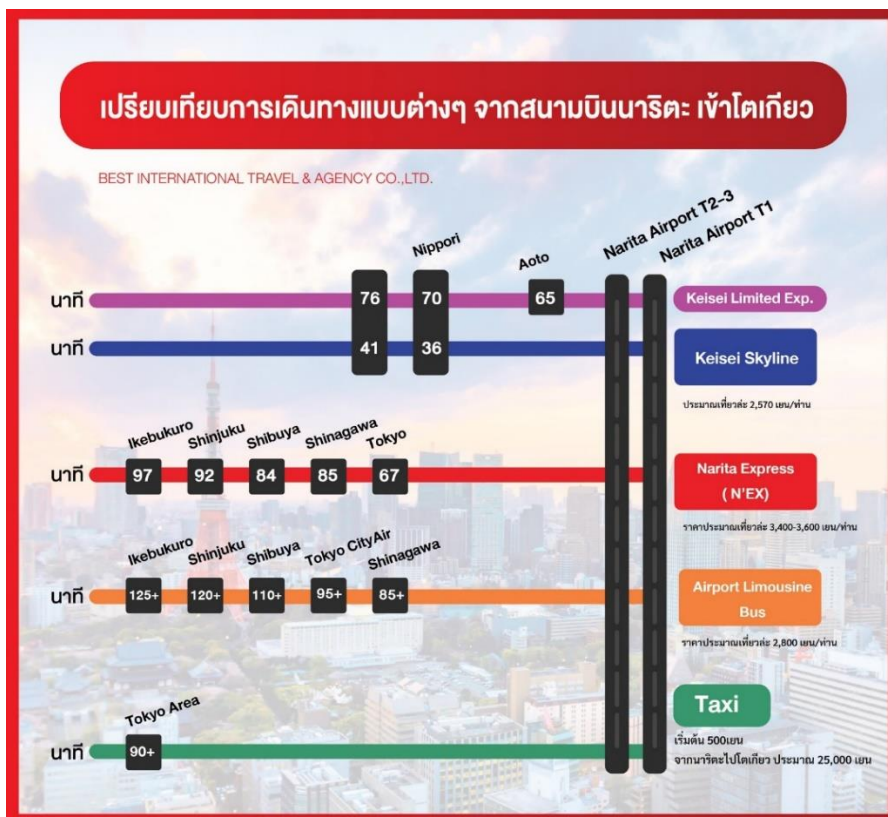 เปรียบเทียบการเดินทางแบบต่างๆ จากสนามบินนาริตะ เข้าโตเกียว
BEST INTERNATIONAL TRAVEL & AGENCY CO.,LTD.
Narita Airport T2-3
Narita Airport T1
Nippori
Aoto
นาที
76
70
65
Keisei Limited Exp.
นาที
41
36
Keisei Skyline
ประมาณเที่ยวล่ะ 2,570 เยน/ท่าน
Ikebukuro
Shinjuku
Shibuya
Shinagawa
Tokyo
นาที
97
92
84
85
67
Narita Express
( N'EX)
ราคาประมาณเที่ยวล่ะ 3,400-3,600 เยน/ท่าน
Ikebukuro
Shinjuku
Shibuya
Tokyo CityAir
Shinagawa
นาที
125+
120+
110+
95+
85+
Airport Limousine
Bus
ราคาประมาณเที่ยวล่ะ 2,800 เยน/ท่าน
Tokyo Area
นาที
90+
Taxi
เริ่มต้น 500เยน
จากนาริตะไปโตเกียว ประมาณ 25,000 เยน